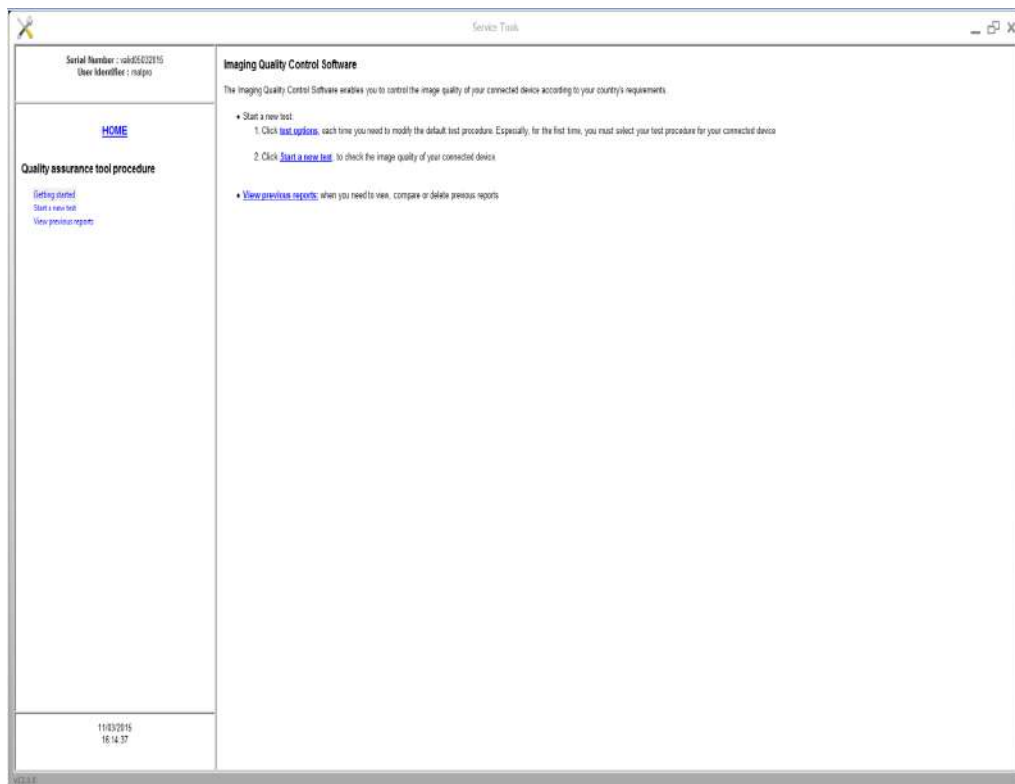 Service Tools
Serial Number : valid05032015
User Identifier : malpro
HOME
Quality assurance tool procedure
Getting started
Start a new test
View previous reports
11/03/2015
16:14:37
Imaging Quality Control Software
The Imaging Quality Control Software enables you to control the image quality of your connected device according to your country's requirements.
• Start a new test:
1. Click test options, each time you need to modify the default test procedure. Especially, for the first time, you must select your test procedure for your connected device
2. Click Start a new test, to check the image quality of your connected device.
• View previous reports: when you need to view, compare or delete previous reports